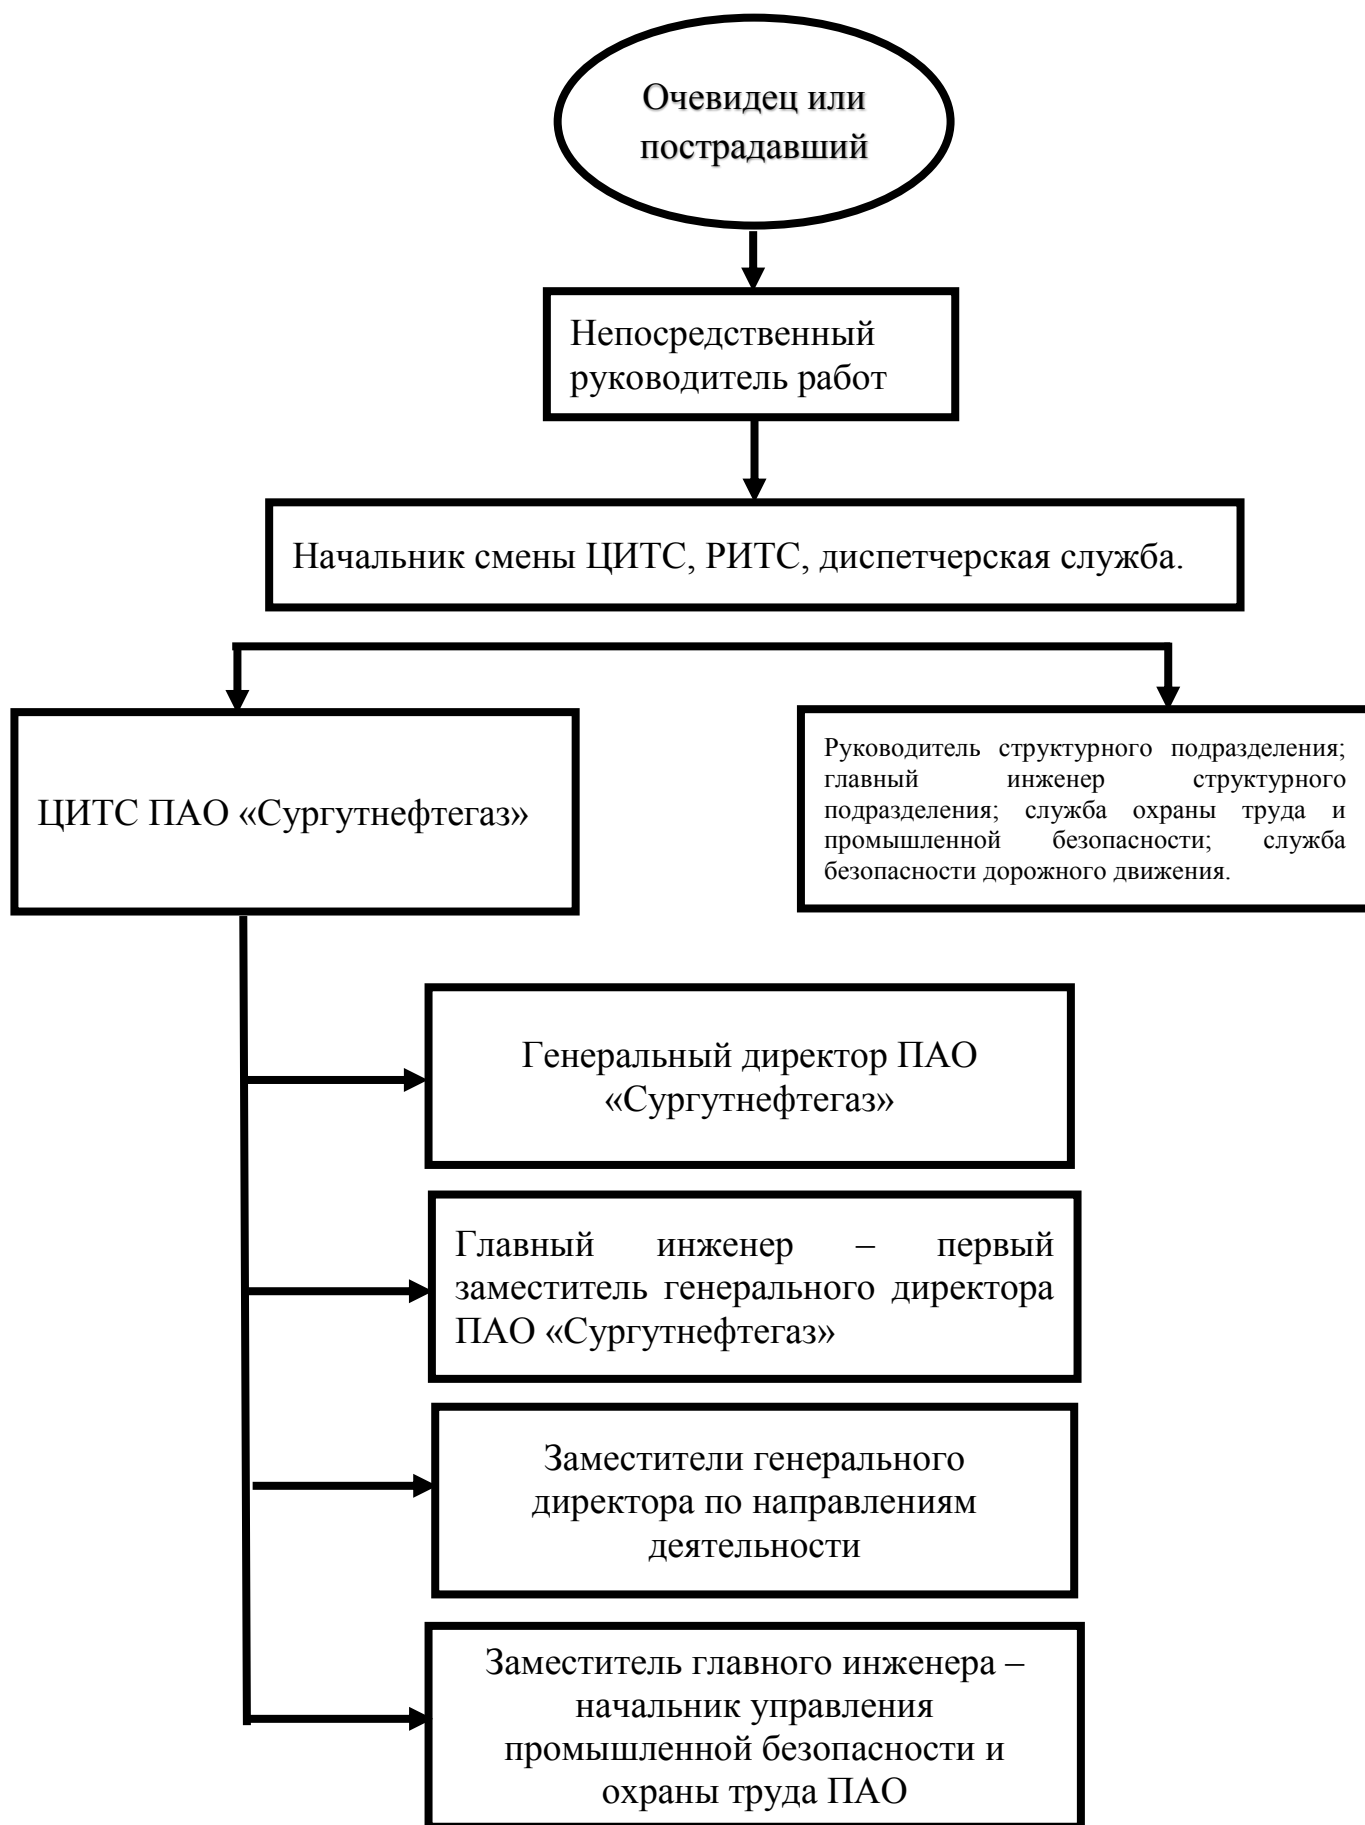 Очевидец или
пострадавший
Непосредственный
руководитель работ
Начальник смены ЦИТС, РИТС, диспетчерская служба.
ЦИТС ПАО «Сургутнефтегаз»
Руководитель структурного подразделения;
главный инженер структурного
подразделения; служба охраны труда и
промышленной безопасности; служба
безопасности дорожного движения.
Генеральный директор ПАО
«Сургутнефтегаз»
Главный инженер – первый
заместитель генерального директора
ПАО «Сургутнефтегаз»
Заместители генерального
директора по направлениям
деятельности
Заместитель главного инженера –
начальник управления
промышленной безопасности и
охраны труда ПАО